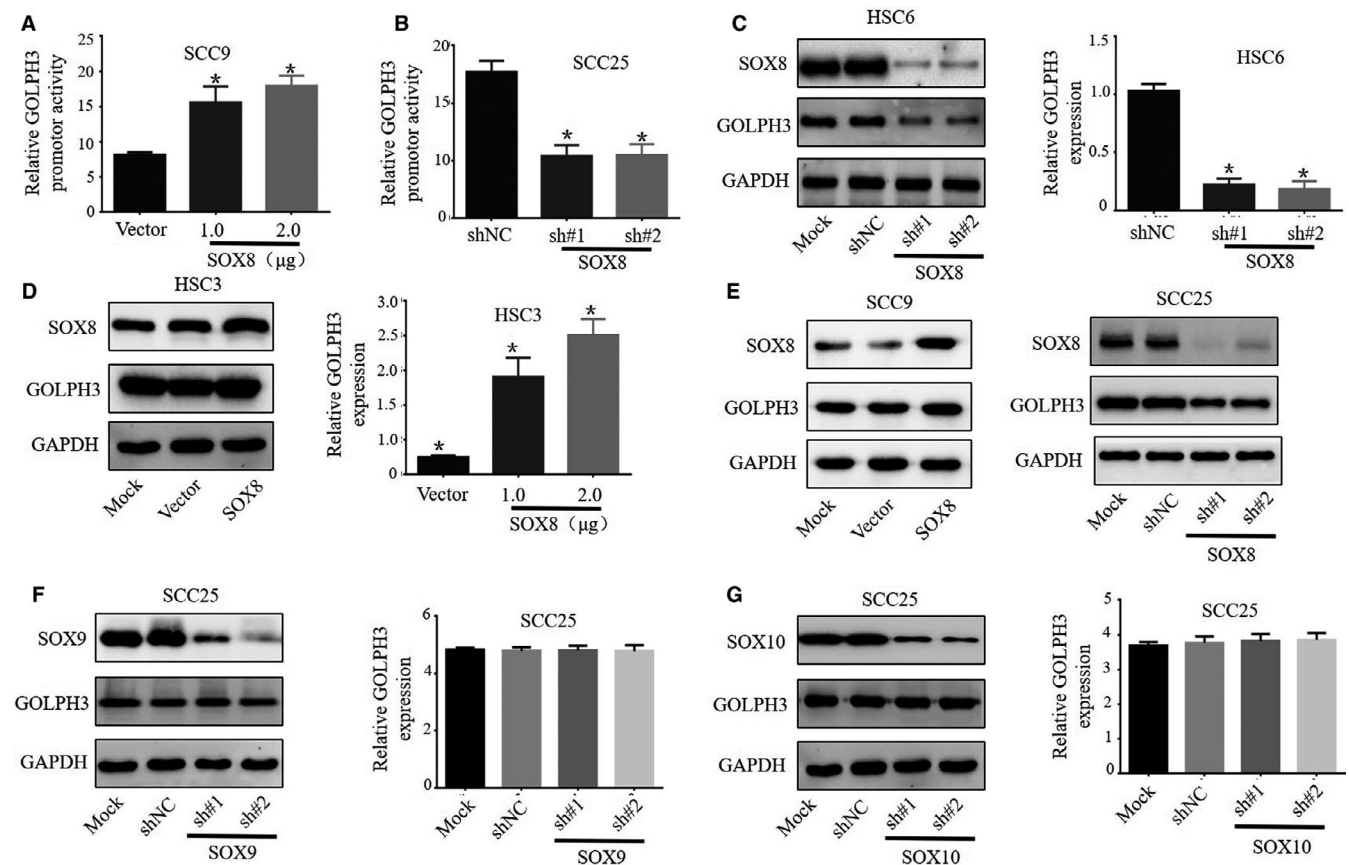 A
SCC9
Relative GOLPH3
promotor activity
25
20
15
10
5
0
*
*
Vector
1.0
2.0
SOX8 (μg)
B
SCC25
Relative GOLPH3
promotor activity
20
15
10
0
*
*
shNC
sh#1
sh#2
SOX8
C
HSC6
SOX8
GOLPH3
GAPDH
Mock
shNC
sh#1
sh#2
SOX8
HSC6
Relative GOLPH3
expression
1.0
0.5
0
*
*
shNC
sh#1
sh#2
SOX8
D
HSC3
SOX8
GOLPH3
GAPDH
Mock
Vector
SOX8
HSC3
Relative GOLPH3
expression
3.0
2.0
2.0
1.0
1.0
0
*
*
*
Vector
1.0
2.0
SOX8 (μg)
E
SCC9
SOX8
GOLPH3
GAPDH
Mock
Vector
SOX8
SCC25
SOX8
GOLPH3
GAPDH
Mock
shNC
sh#1
sh#2
SOX8
F
SCC25
SOX9
GOLPH3
GAPDH
Mock
shNC
sh#1
sh#2
SOX9
SCC25
Relative GOLPH3
expression
6
4
2
0
Mock
shNC
sh#1
sh#2
SOX9
G
SCC25
SOX10
GOLPH3
GAPDH
Mock
shNC
sh#1
sh#2
SOX10
SCC25
Relative GOLPH3
expression
5
4
3
2
1
0
Mock
shNC
sh#1
sh#2
SOX10